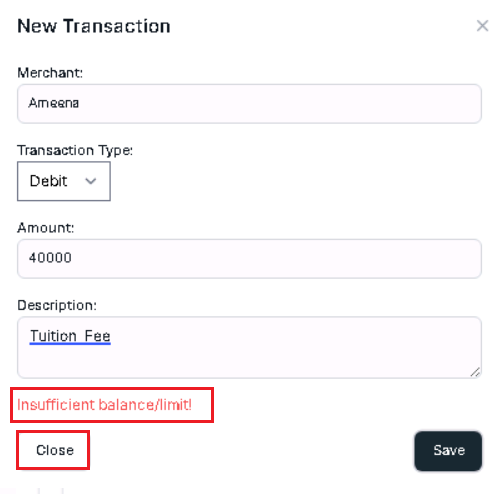 New Transaction
Merchant:
Ameena
Transaction Type:
Debit
Amount:
40000
Description:
Tuition Fee
Insufficient balance/limit!
Close
Save